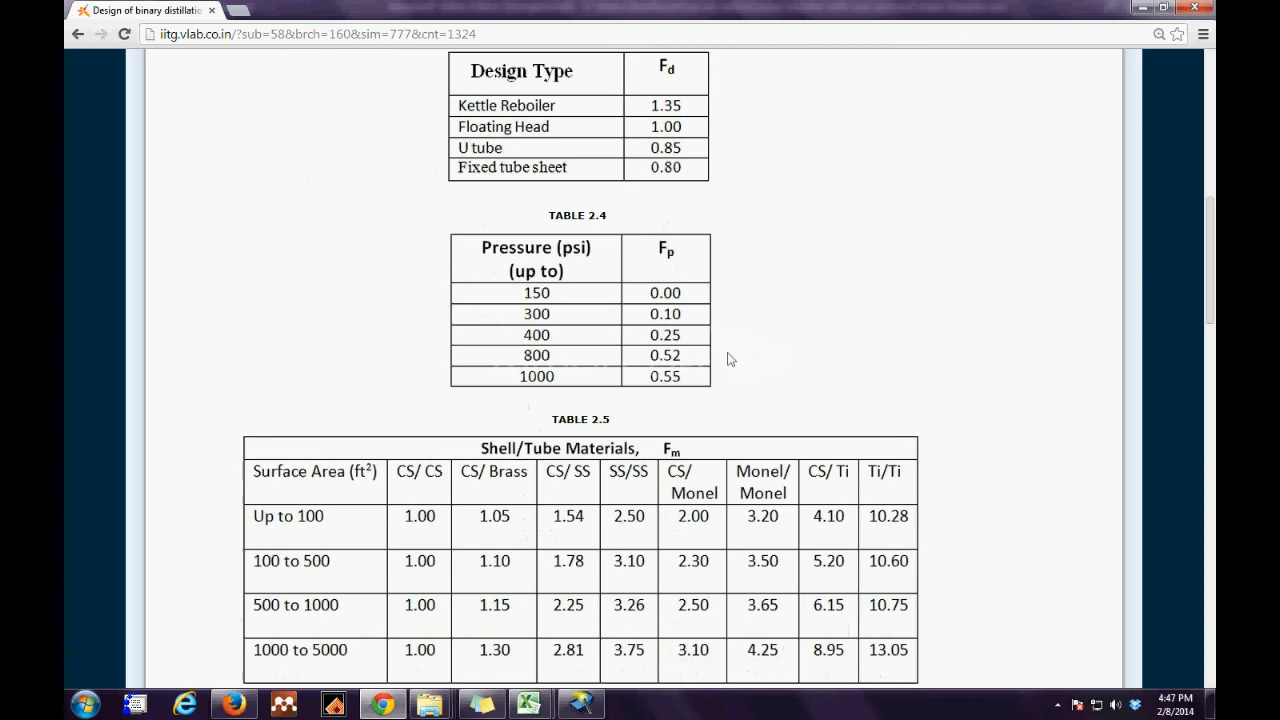 Design of binary distillatio
iitg.vlab.co.in/?sub=58&brch=160&sim=777&cnt=1324
Design Type Fd
Kettle Reboiler 1.35
Floating Head 1.00
U tube 0.85
Fixed tube sheet 0.80
TABLE 2.4
Pressure (psi) Fp
(up to)
150 0.00
300 0.10
400 0.25
800 0.52
1000 0.55
TABLE 2.5
Shell/Tube Materials, Fm
Surface Area (ft²) CS/ CS CS/ Brass CS/ SS SS/SS CS/ Monel/ CS/ Ti Ti/Ti
Monel Monel
Up to 100 1.00 1.05 1.54 2.50 2.00 3.20 4.10 10.28
100 to 500 1.00 1.10 1.78 3.10 2.30 3.50 5.20 10.60
500 to 1000 1.00 1.15 2.25 3.26 2.50 3.65 6.15 10.75
1000 to 5000 1.00 1.30 2.81 3.75 3.10 4.25 8.95 13.05
4:47 PM
2/8/2014